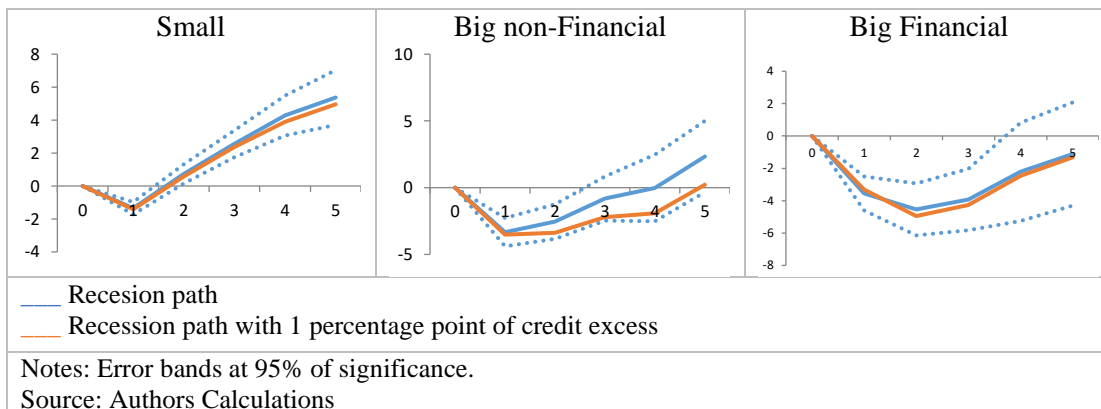 Small
8
6
4
2
0
-2
-4
0 1 2 3 4 5
Big non-Financial
10
5
0
-5
0 1 2 3 4 5
Big Financial
4
2
0
-2
-4
-6
-8
0 1 2 3 4 5
___ Recesion path
___ Recession path with 1 percentage point of credit excess
Notes: Error bands at 95% of significance.
Source: Authors Calculations